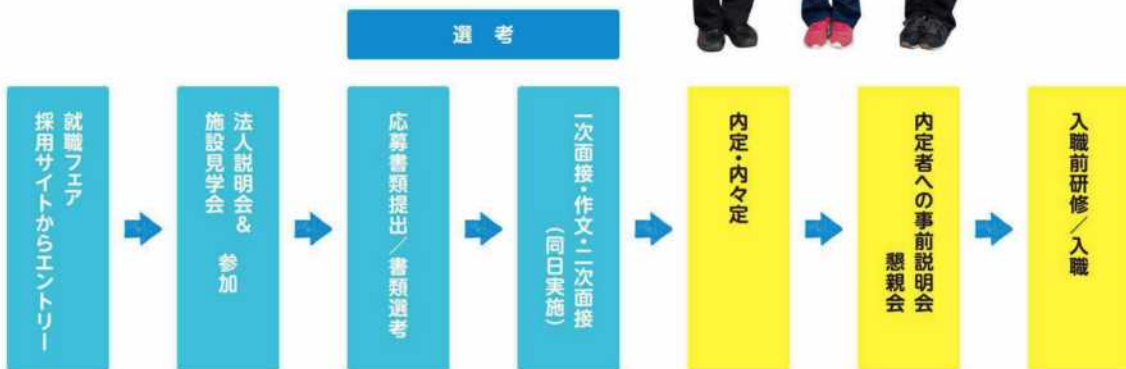 選考
就職フェア
採用サイトからエントリー
法人説明会&
施設見学会 参加
応募書類提出/書類選考
一次面接・作文・二次面接
(同日実施)
内定・内々定
内定者への事前説明会
懇親会
入職前研修/入職